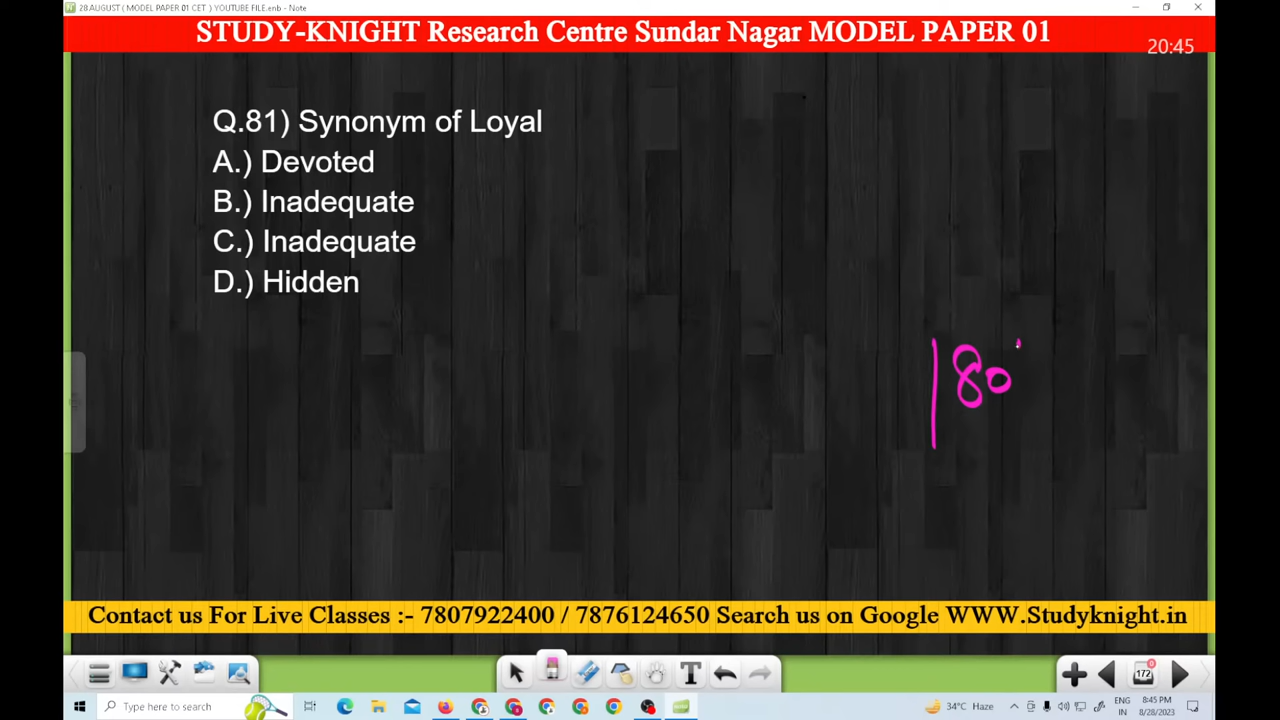 28.AUGUST ( MODEL PAPER 01 CET ) YOUTUBE FILE.enb - Note
STUDY-KNIGHT Research Centre Sundar Nagar MODEL PAPER 01
20:45
Q.81) Synonym of Loyal
A.) Devoted
B.) Inadequate
C.) Inadequate
D.) Hidden
180
Contact us For Live Classes :- 7807922400 / 7876124650 Search us on Google WWW.Studyknight.in
T
172
0
Type here to search
34°C Haze
ENG
IN
8:45 PM
8/28/2023